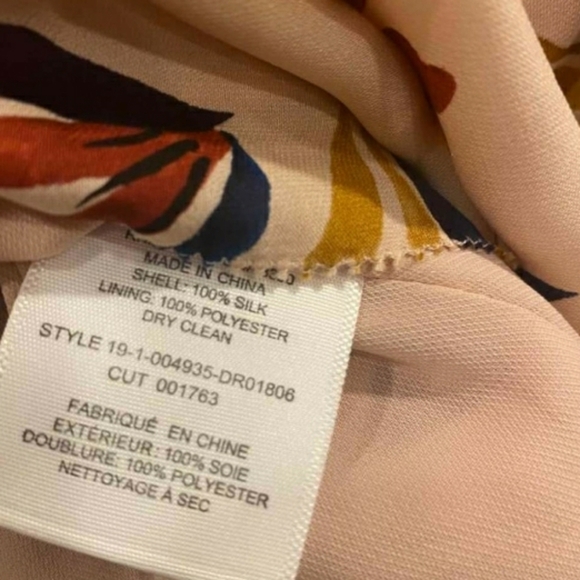 MADE IN CHINA
SHELL: 100% SILK
LINING: 100% POLYESTER
DRY CLEAN
STYLE 19-1-004935-DR01806
CUT 001763
FABRIQUÉ EN CHINE
EXTÉRIEUR: 100% SOIE
DOUBLURE: 100% POLYESTER
NETTOYAGE À SEC